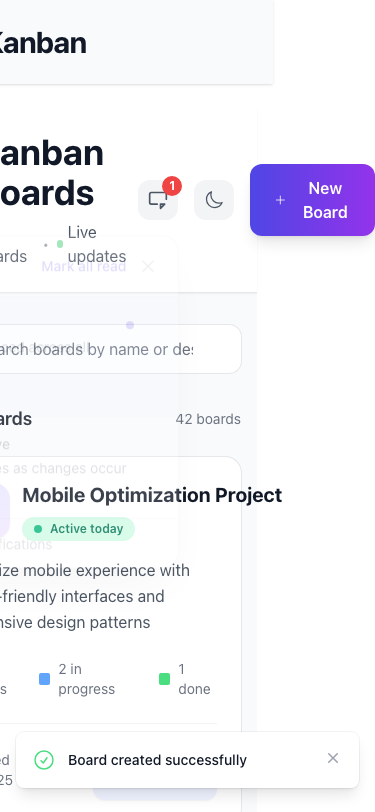 Kanban
anban
oards
1
New
Board
ards
Live
updates
Mark all read
arch boards by name or des
ards
42 boards
ve
es as changes occur
Mobile Optimization Project
Active today
fications
ize mobile experience with
-friendly interfaces and
nsive design patterns
s
2 in
progress
1
done
ed
25
Board created successfully